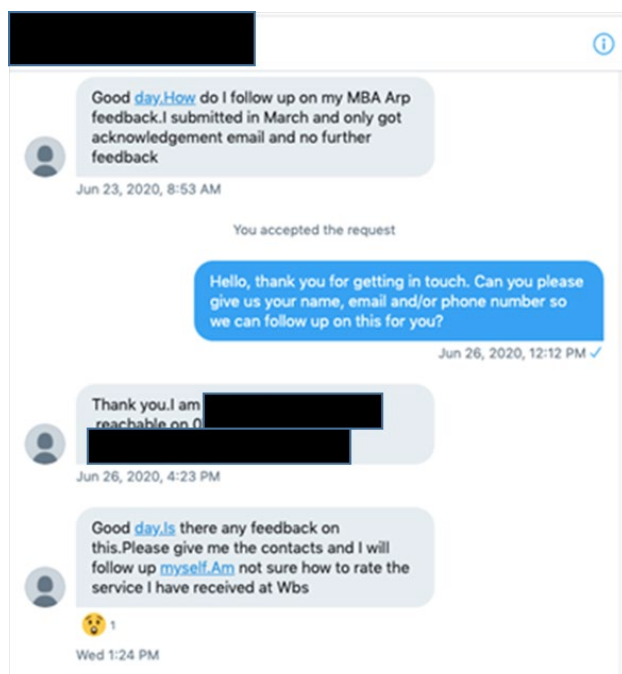 Good day.How do I follow up on my MBA Arp
feedback.I submitted in March and only got
acknowledgement email and no further
feedback
Jun 23, 2020, 8:53 AM
You accepted the request
Hello, thank you for getting in touch. Can you please
give us your name, email and/or phone number so
we can follow up on this for you?
Jun 26, 2020, 12:12 PM ✓
Thank you.I am
reachable on 0
Jun 26, 2020, 4:23 PM
Good day.Is there any feedback on
this.Please give me the contacts and I will
follow up myself.Am not sure how to rate the
service I have received at Wbs
1
Wed 1:24 PM